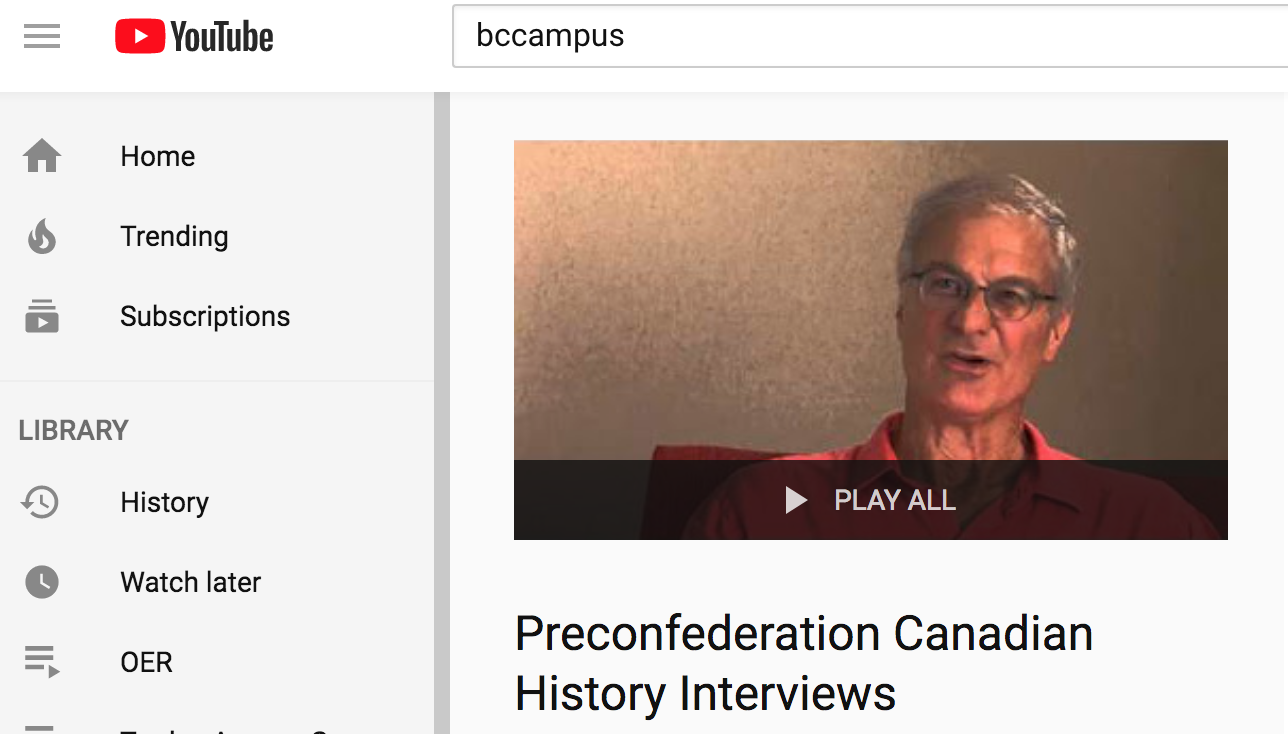 YouTube
bccampus
Home
Trending
Subscriptions
LIBRARY
History
Watch later
OER
PLAY ALL
Preconfederation Canadian
History Interviews